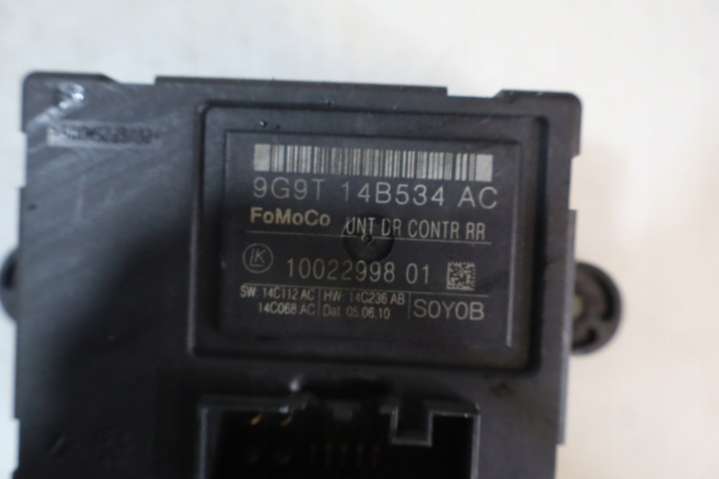 9G9T 14B534 AC
FoMoCo UNT DR CONTR RR
IK 10022998 01
SW: 14C112 AC HW: 14C236 AB
14C068 AC Dat: 05.06.10 S0Y0B